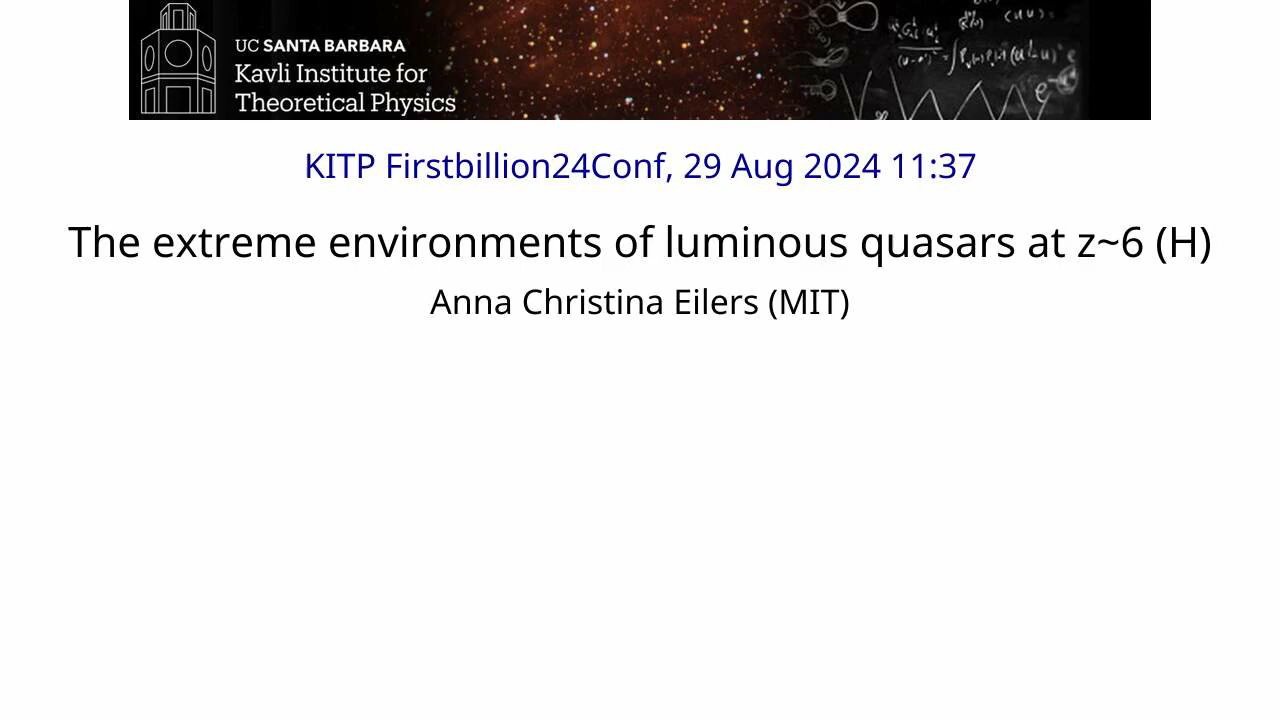 UC SANTA BARBARA
Kavli Institute for
Theoretical Physics
KITP Firstbillion24Conf, 29 Aug 2024 11:37
The extreme environments of luminous quasars at z~6 (H)
Anna Christina Eilers (MIT)